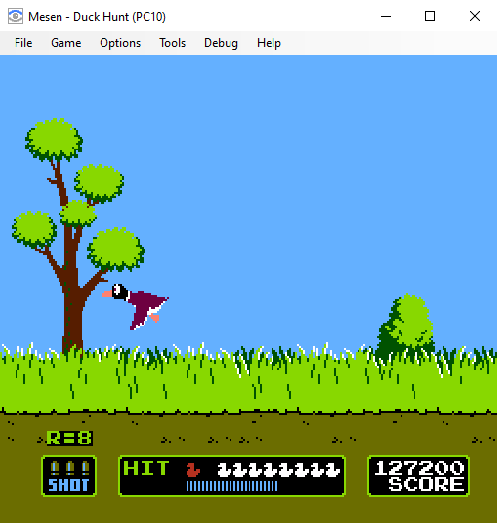 Mesen - Duck Hunt (PC10)
File Game Options Tools Debug Help
R=8
SHOT
HIT
127200
SCORE